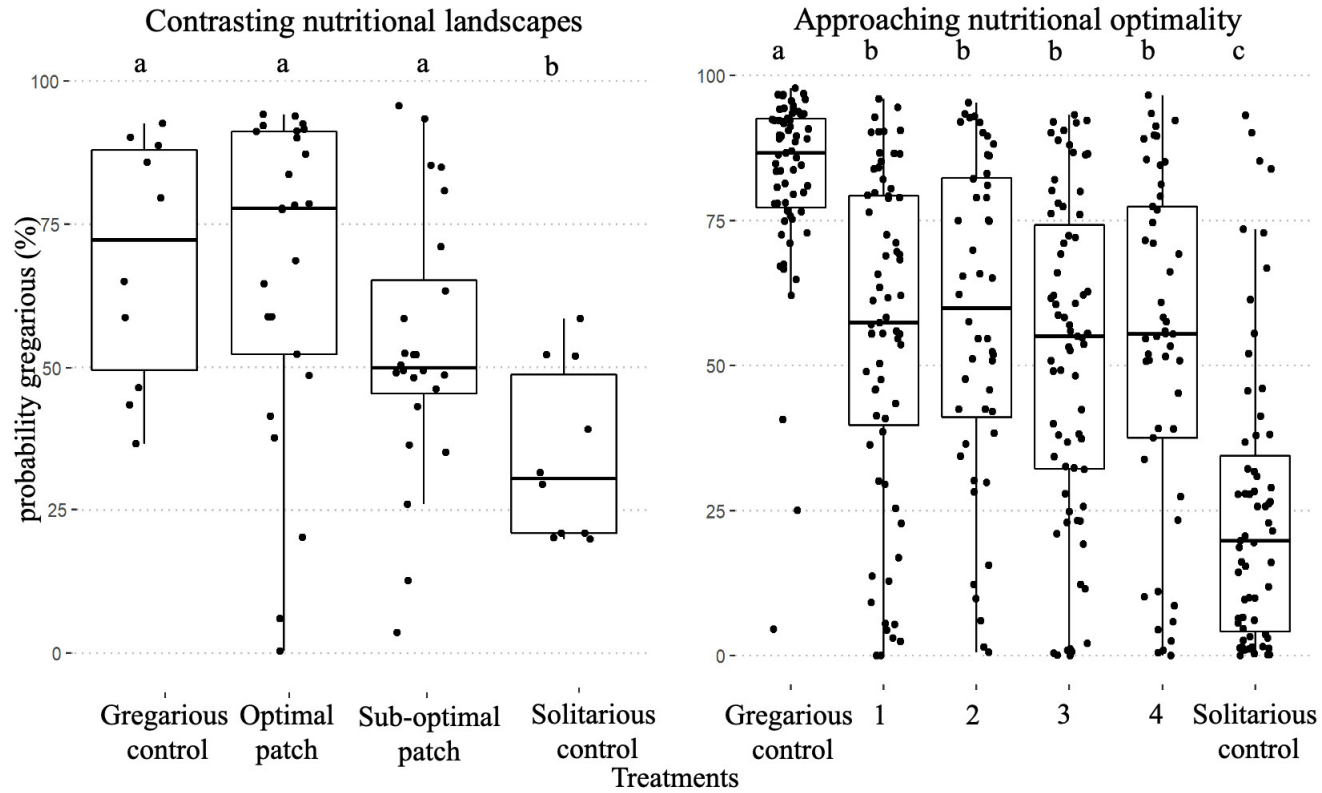 Contrasting nutritional landscapes
a a a b
100
75
50
25
0
probability gregarious (%)
Gregarious control
Optimal patch
Sub-optimal patch
Solitarious control
Approaching nutritional optimality
a b b b b c
100
75
50
25
0
Gregarious control
1
2
3
4
Solitarious control
Treatments